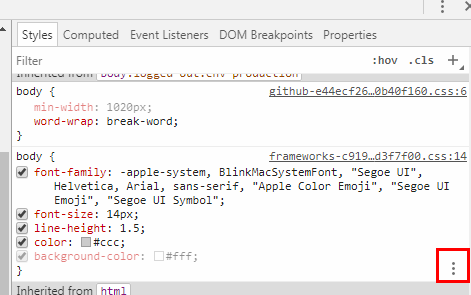 Styles Computed Event Listeners DOM Breakpoints Properties
Filter :hov .cls +
Inherited from body.logged-out.env-production
body { github-e44ecf26…0b40f160.css:6
min-width: 1020px;
word-wrap: break-word;
}
body { frameworks-c919…d3f7f00.css:14
font-family: -apple-system, BlinkMacSystemFont, "Segoe UI",
Helvetica, Arial, sans-serif, "Apple Color Emoji", "Segoe UI
Emoji", "Segoe UI Symbol";
font-size: 14px;
line-height: 1.5;
color: #ccc;
background-color: #fff;
}
Inherited from html